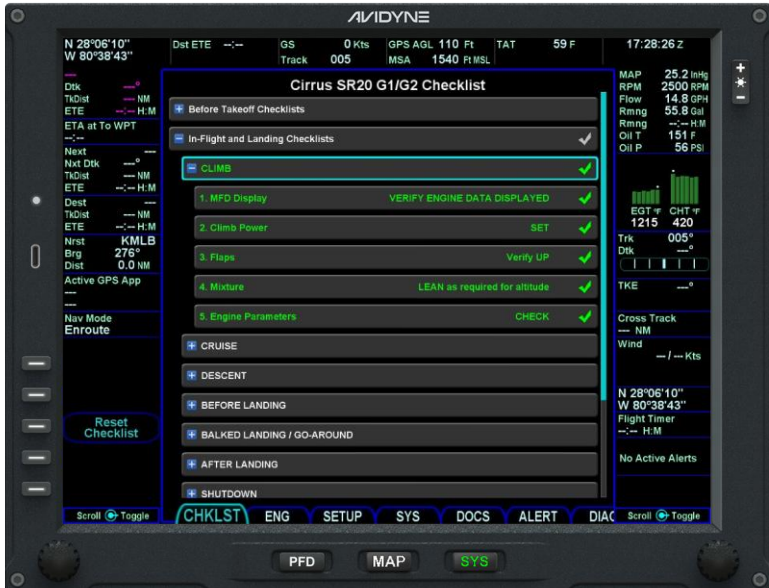 AVIDYNE
N 28°06'10"
W 80°38'43"
Dst ETE --:--
GS 0 Kts
Track 005
GPS AGL 110 Ft
MSA 1540 Ft MSL
TAT 59 F
17:28:26 Z
---
Dtk ---°
TkDist --- NM
ETE --:-- H:M
ETA at To WPT
--:--
Next ---
Nxt Dtk ---°
TkDist --- NM
ETE --:-- H:M
Dest ---
TkDist --- NM
ETE --:-- H:M
Nrst KMLB
Brg 276°
Dist 0.0 NM
Active GPS App
---
---
Nav Mode
Enroute
Reset
Checklist
Scroll Toggle
Cirrus SR20 G1/G2 Checklist
Before Takeoff Checklists
In-Flight and Landing Checklists
CLIMB
1. MFD Display VERIFY ENGINE DATA DISPLAYED
2. Climb Power SET
3. Flaps Verify UP
4. Mixture LEAN as required for altitude
5. Engine Parameters CHECK
CRUISE
DESCENT
BEFORE LANDING
BALKED LANDING / GO-AROUND
AFTER LANDING
SHUTDOWN
CHKLST ENG SETUP SYS DOCS ALERT DIAG
MAP 25.2 InHg
RPM 2500 RPM
Flow 14.8 GPH
Rmng 55.8 Gal
Rmng --:-- H:M
Oil T 151 F
Oil P 56 PSI
EGT °F CHT °F
1215 420
Trk 005°
Dtk ---°
TKE ---°
Cross Track
--- NM
Wind
--- / --- Kts
N 28°06'10"
W 80°38'43"
Flight Timer
--:-- H:M
No Active Alerts
Scroll Toggle
PFD MAP SYS